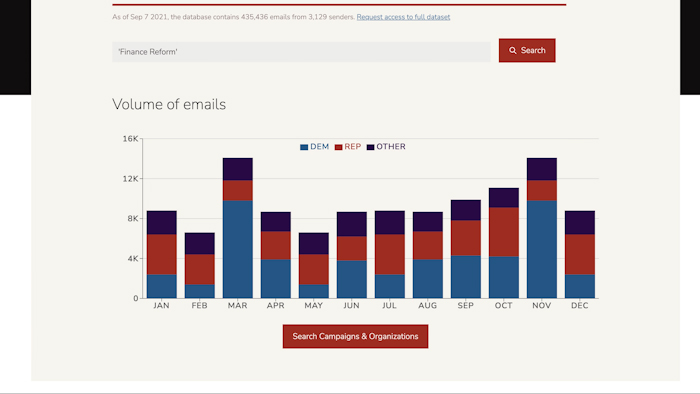 As of Sep 7 2021, the database contains 435,436 emails from 3,129 senders. Request access to full dataset
'Finance Reform'
Search
Volume of emails
16K
DEM REP OTHER
12K
8K
4K
0
JAN FEB MAR APR MAY JUN JUL AUG SEP OCT NOV DEC
Search Campaigns & Organizations